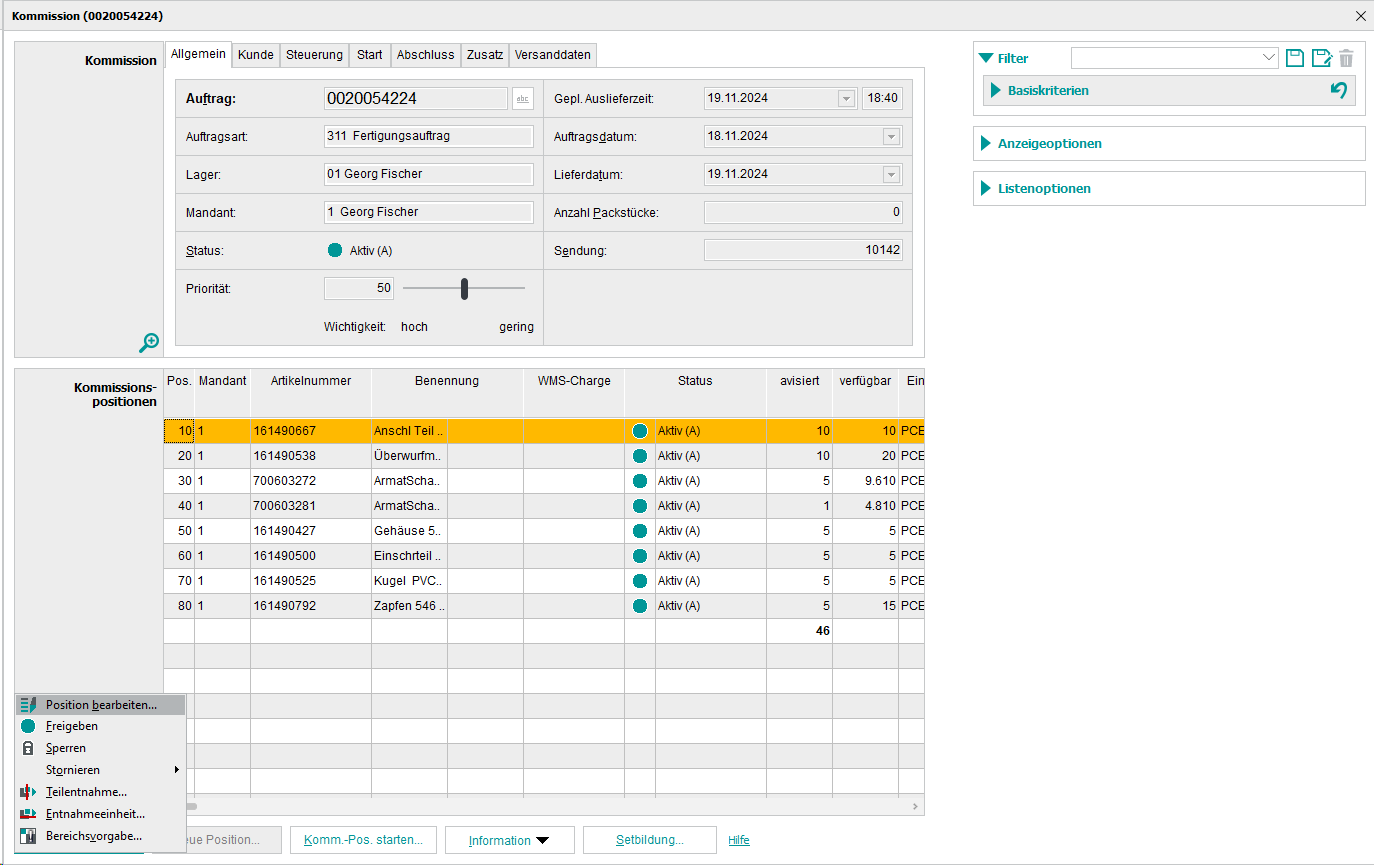 Kommission (0020054224)
Kommission
Allgemein Kunde Steuerung Start Abschluss Zusatz Versanddaten
Auftrag: 0020054224 abc Gepl. Auslieferzeit: 19.11.2024 18:40
Auftragsart: 311 Fertigungsauftrag Auftragsdatum: 18.11.2024
Lager: 01 Georg Fischer Lieferdatum: 19.11.2024
Mandant: 1 Georg Fischer Anzahl Packstücke: 0
Status: Aktiv (A) Sendung: 10142
Priorität: 50
Wichtigkeit: hoch gering
Filter
Basiskriterien
Anzeigeoptionen
Listenoptionen
Kommissions-
positionen
Pos. Mandant Artikelnummer Benennung WMS-Charge Status avisiert verfügbar Ein
10 1 161490667 Anschl Teil .. Aktiv (A) 10 10 PCE
20 1 161490538 Überwurfm.. Aktiv (A) 10 20 PCE
30 1 700603272 ArmatScha.. Aktiv (A) 5 9.610 PCE
40 1 700603281 ArmatScha.. Aktiv (A) 1 4.810 PCE
50 1 161490427 Gehäuse 5.. Aktiv (A) 5 5 PCE
60 1 161490500 Einschrteil .. Aktiv (A) 5 5 PCE
70 1 161490525 Kugel PVC.. Aktiv (A) 5 5 PCE
80 1 161490792 Zapfen 546 .. Aktiv (A) 5 15 PCE
46
Position bearbeiten...
Freigeben
Sperren
Stornieren
Teilentnahme...
Entnahmeeinheit...
Bereichsvorgabe...
eue Position... Komm.-Pos. starten... Information Setbildung... Hilfe